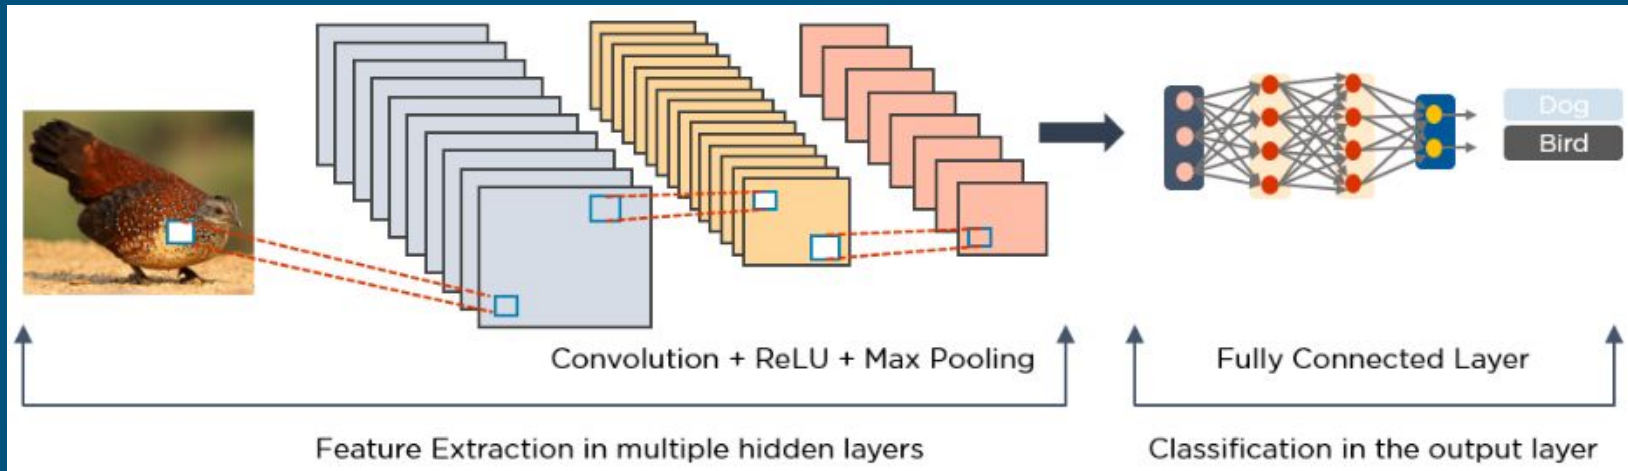 Dog
Bird
Convolution + ReLU + Max Pooling
Fully Connected Layer
Feature Extraction in multiple hidden layers
Classification in the output layer